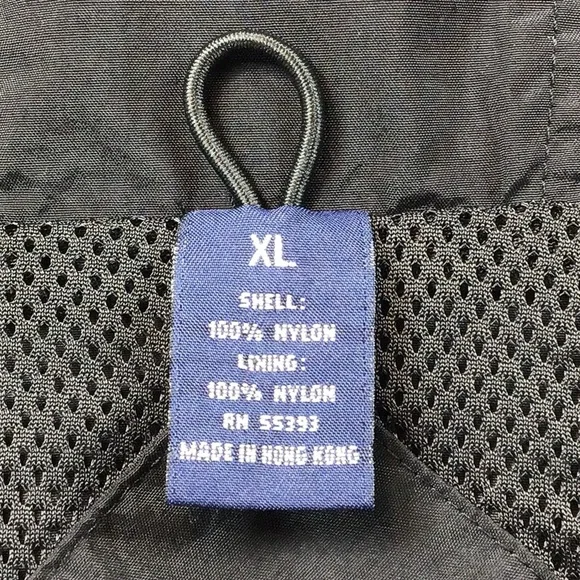 XL
SHELL:
100% NYLON
LINING:
100% NYLON
RN 55393
MADE IN HONG KONG